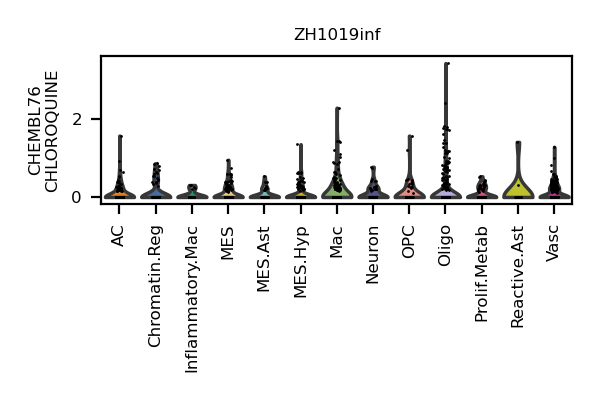 ZH1019inf
CHEMBL76
CHLOROQUINE
2
0
AC
Chromatin.Reg
Inflammatory.Mac
MES
MES.Ast
MES.Hyp
Mac
Neuron
OPC
Oligo
Prolif.Metab
Reactive.Ast
Vasc